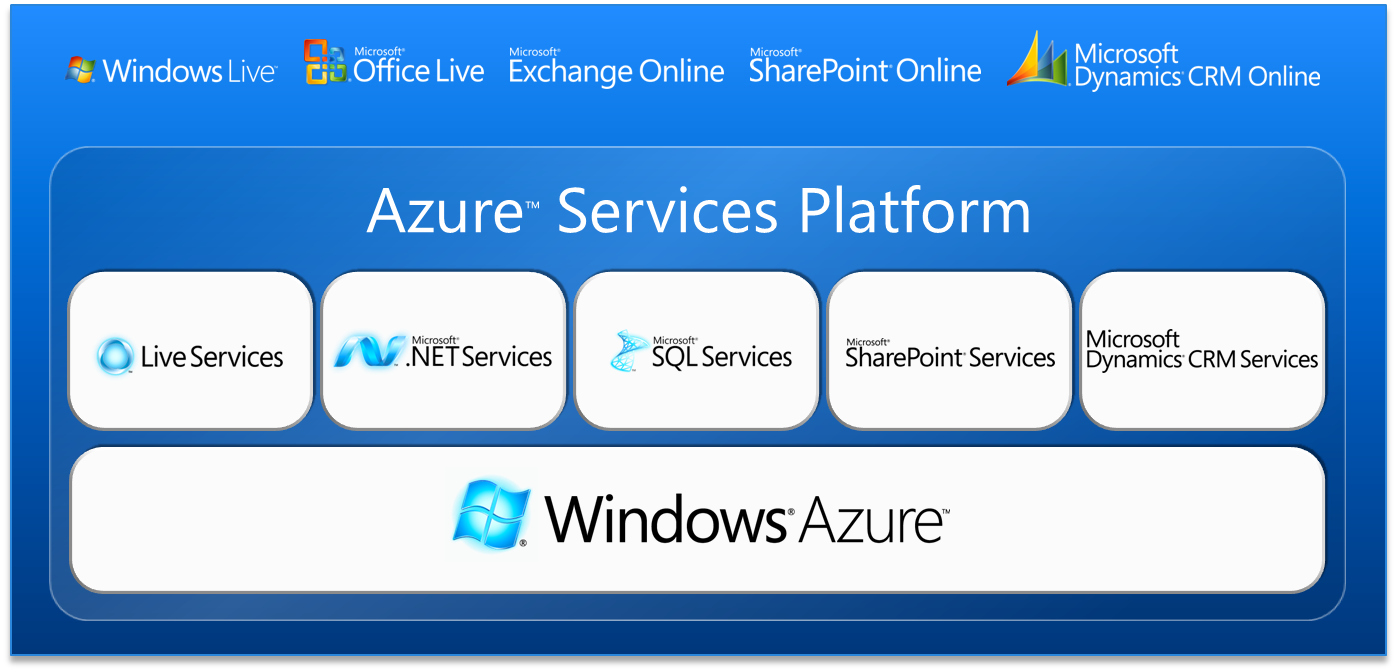 Windows Live™
Microsoft®
Office Live
Microsoft®
Exchange Online
Microsoft®
SharePoint® Online
Microsoft
Dynamics® CRM Online
Azure™ Services Platform
Live Services
Microsoft®
.NET Services
Microsoft®
SQL Services
Microsoft®
SharePoint® Services
Microsoft
Dynamics® CRM Services
Windows® Azure™